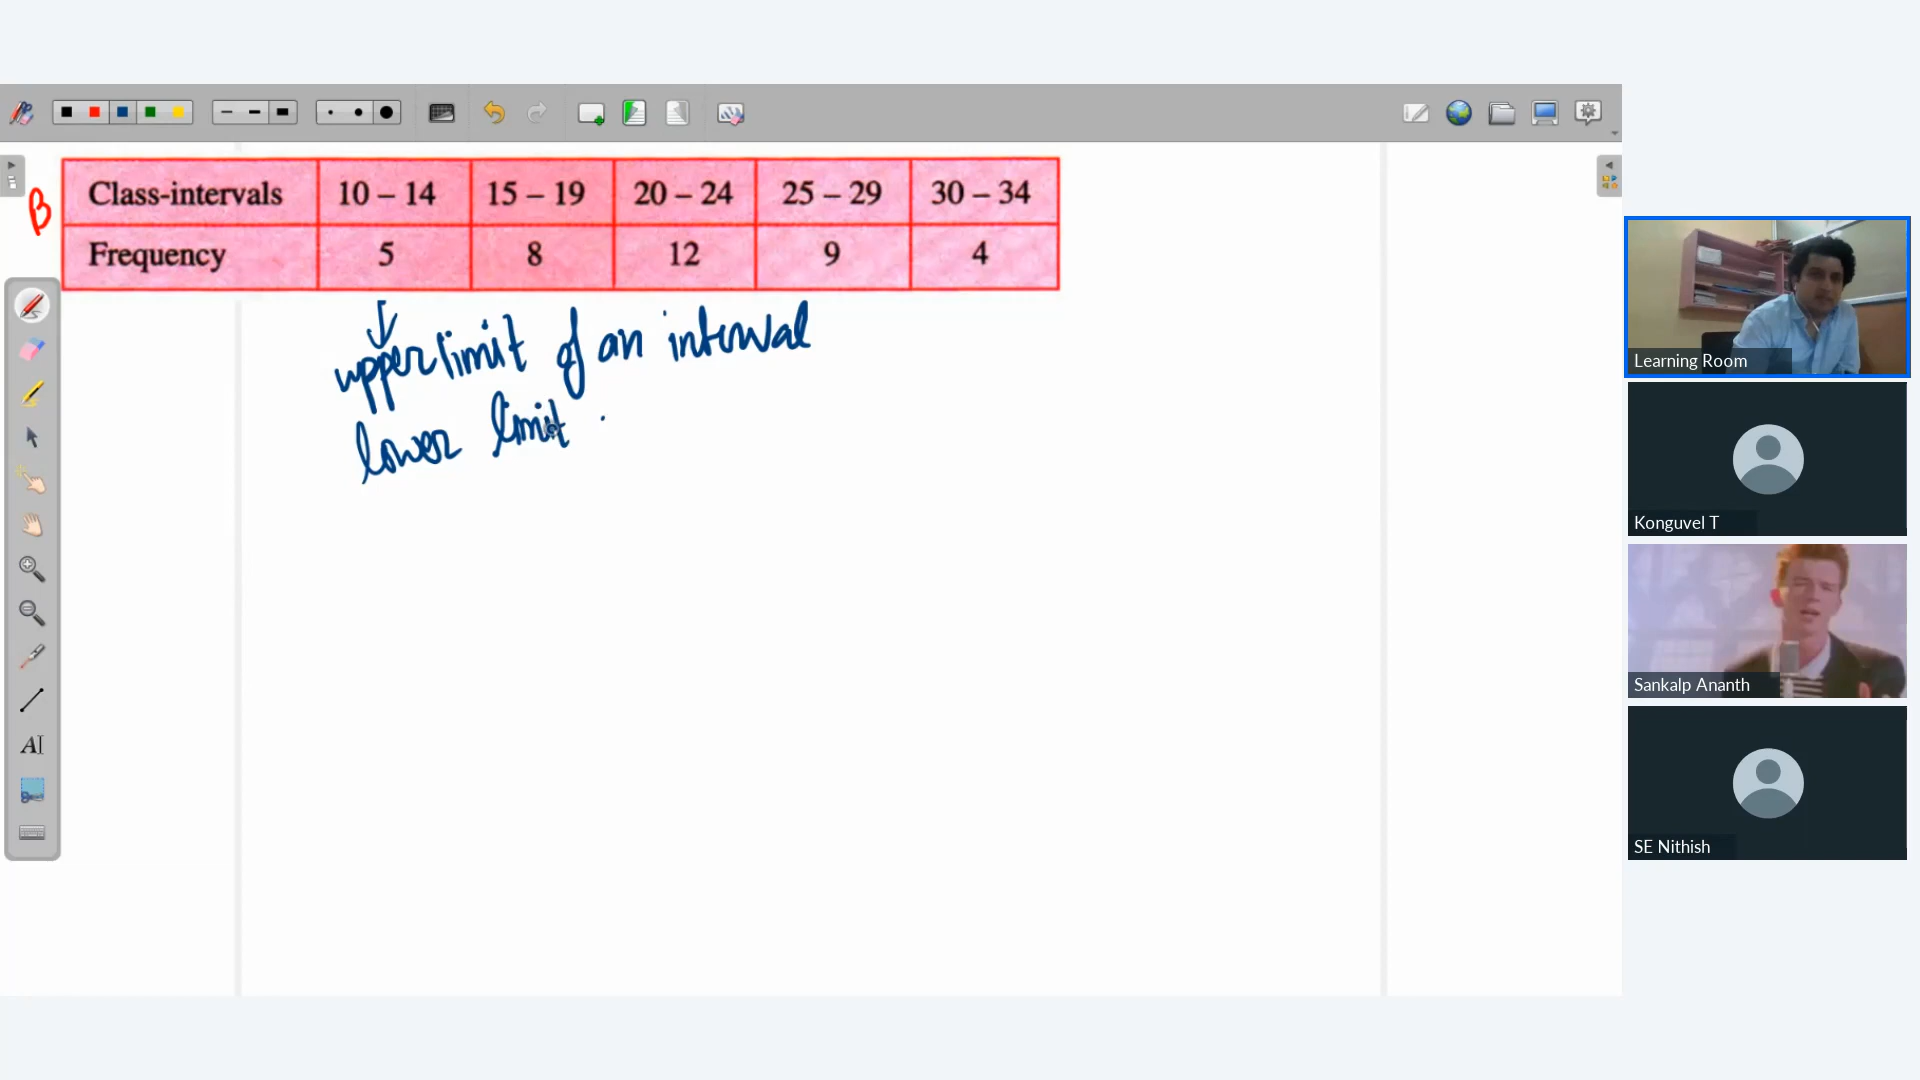 B
Class-intervals 10 – 14 15 – 19 20 – 24 25 – 29 30 – 34
Frequency 5 8 12 9 4
upper limit of an interval
lower limit
AI
Learning Room
Konguvel T
Sankalp Ananth
SE Nithish